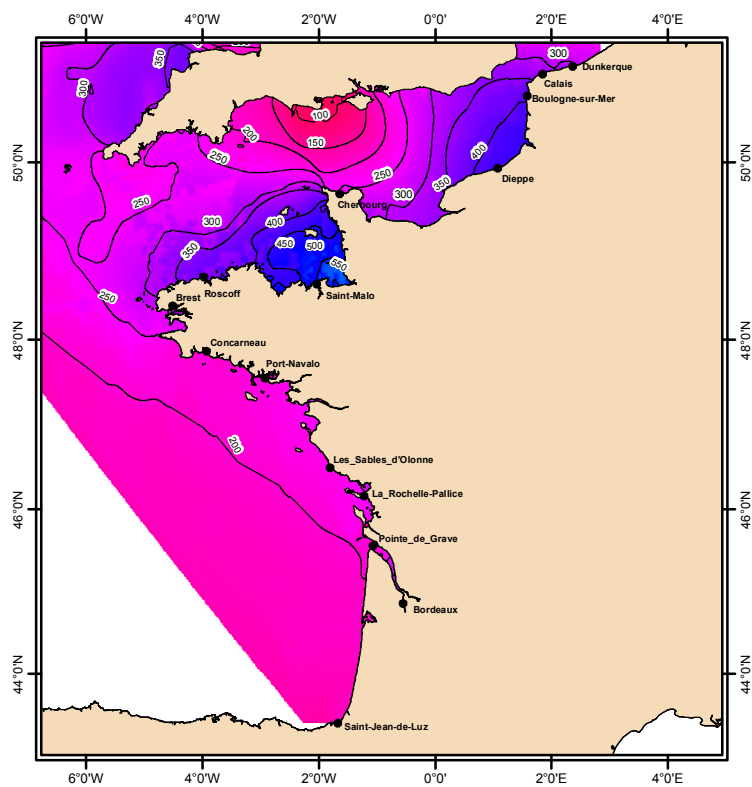 6°0'W 4°0'W 2°0'W 0°0' 2°0'E 4°0'E
300
350
300
Dunkerque
Calais
Boulogne-sur-Mer
100
200
150
50°0'N
50°0'N
400
250
250
350
Dieppe
300
250
Cherbourg
300
400
350
450
500
550
Roscoff
250
Brest
Saint-Malo
48°0'N
48°0'N
Concarneau
Port-Navalo
200
Les_Sables_d'Olonne
La_Rochelle-Pallice
46°0'N
46°0'N
Pointe_de_Grave
Bordeaux
44°0'N
44°0'N
Saint-Jean-de-Luz
6°0'W 4°0'W 2°0'W 0°0' 2°0'E 4°0'E